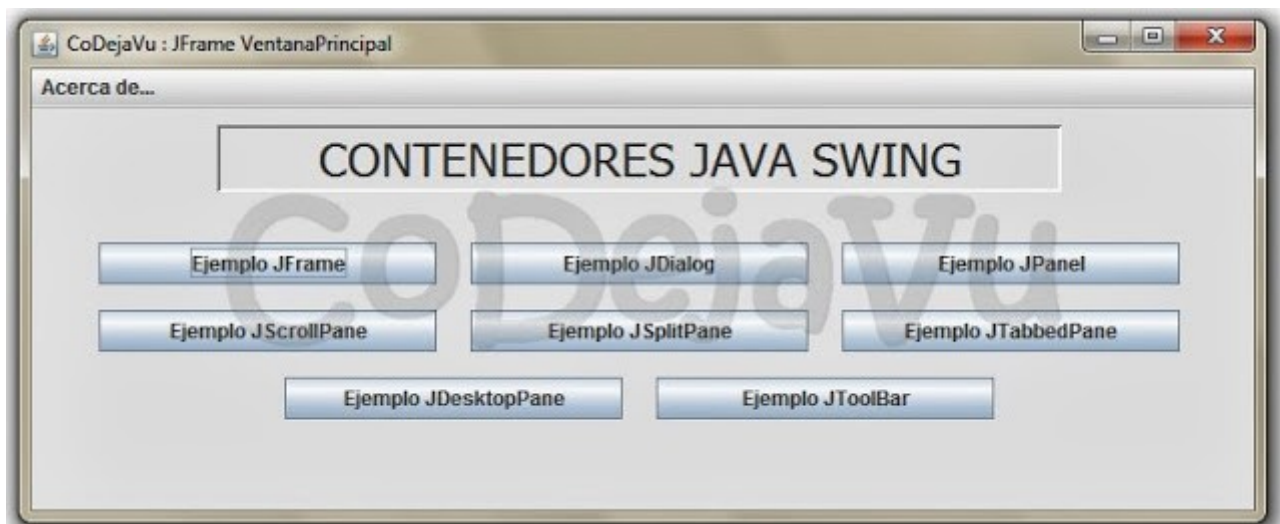 CoDejaVu : JFrame VentanaPrincipal
Acerca de...
CONTENEDORES JAVA SWING
CoDejaVu
Ejemplo JFrame
Ejemplo JDialog
Ejemplo JPanel
Ejemplo JScrollPane
Ejemplo JSplitPane
Ejemplo JTabbedPane
Ejemplo JDesktopPane
Ejemplo JToolBar